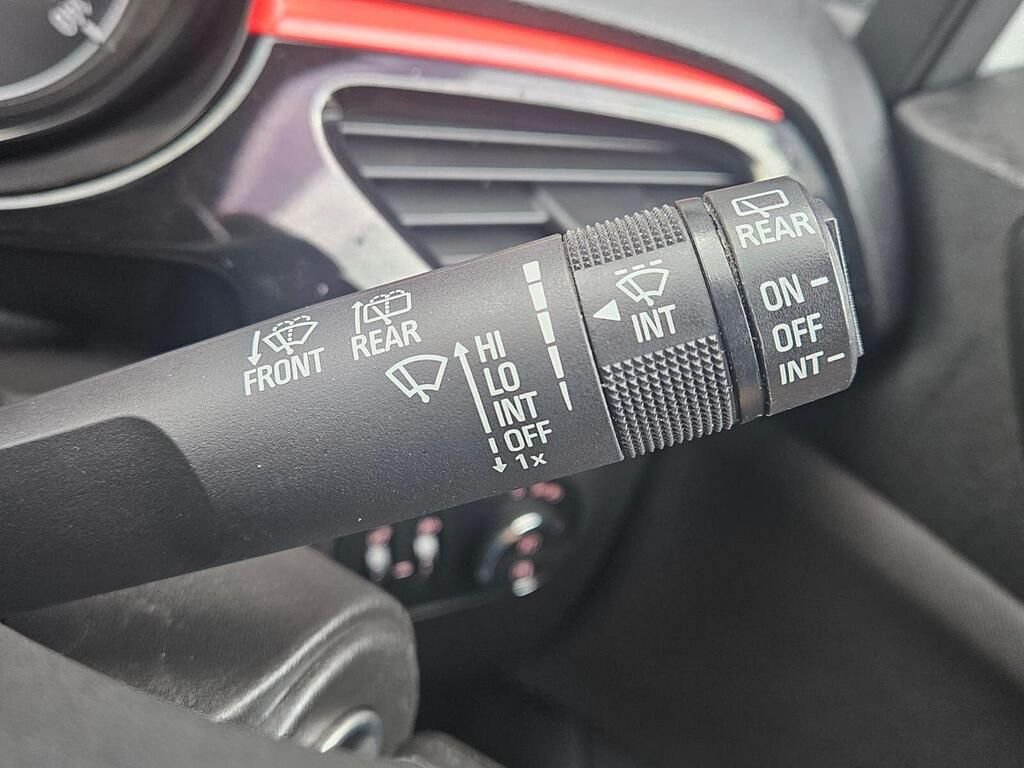 FRONT
REAR
HI
LO
INT
OFF
1x
INT
REAR
ON
OFF
INT